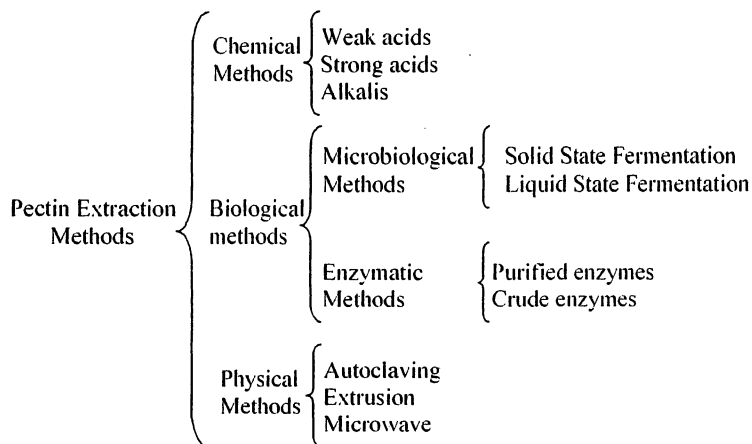 Pectin Extraction
Methods
Chemical
Methods
Weak acids
Strong acids
Alkalis
Biological
methods
Microbiological
Methods
Solid State Fermentation
Liquid State Fermentation
Enzymatic
Methods
Purified enzymes
Crude enzymes
Physical
Methods
Autoclaving
Extrusion
Microwave